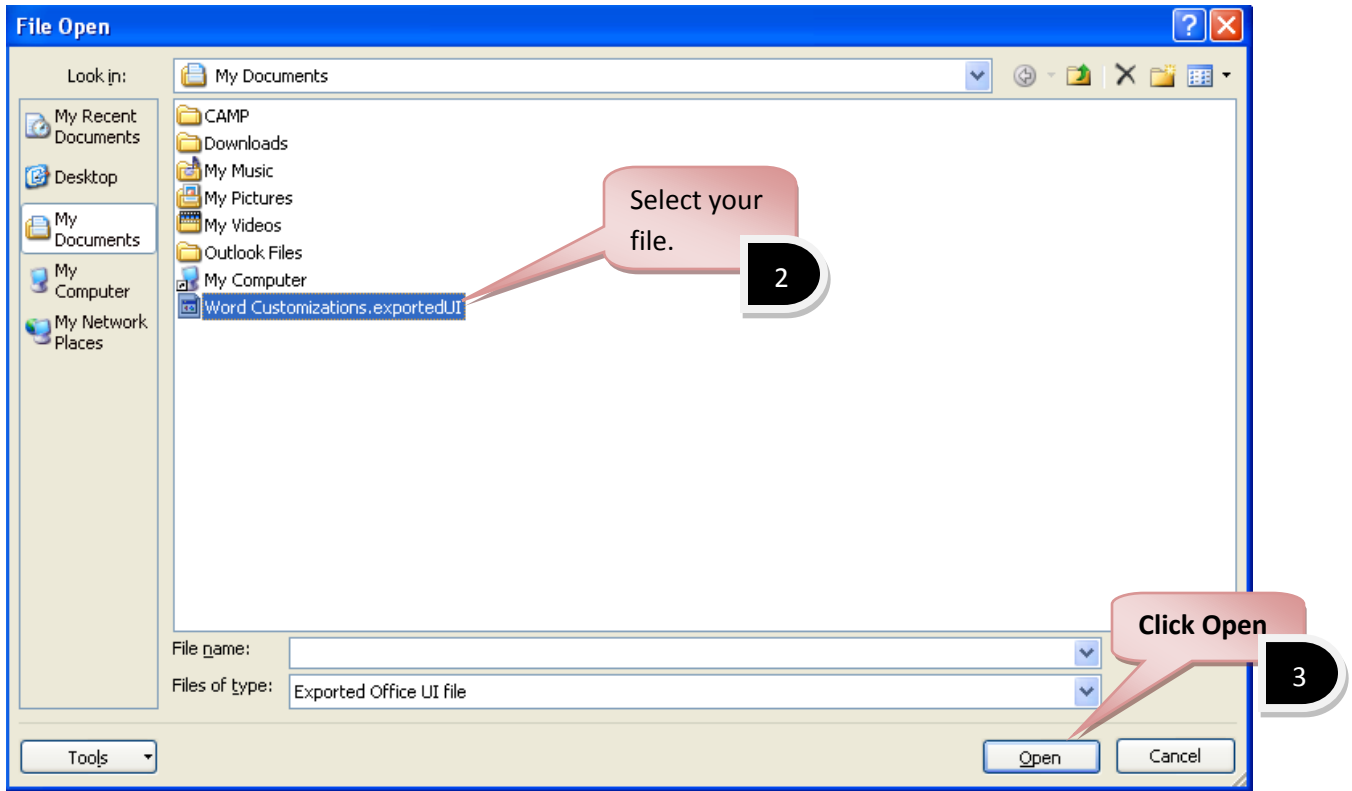 File Open
Look in:
My Documents
My Recent
Documents
Desktop
My
Documents
My
Computer
My Network
Places
CAMP
Downloads
My Music
My Pictures
My Videos
Outlook Files
My Computer
Word Customizations.exportedUI
Select your
file.
2
File name:
Files of type:
Exported Office UI file
Click Open
3
Tools
Open
Cancel